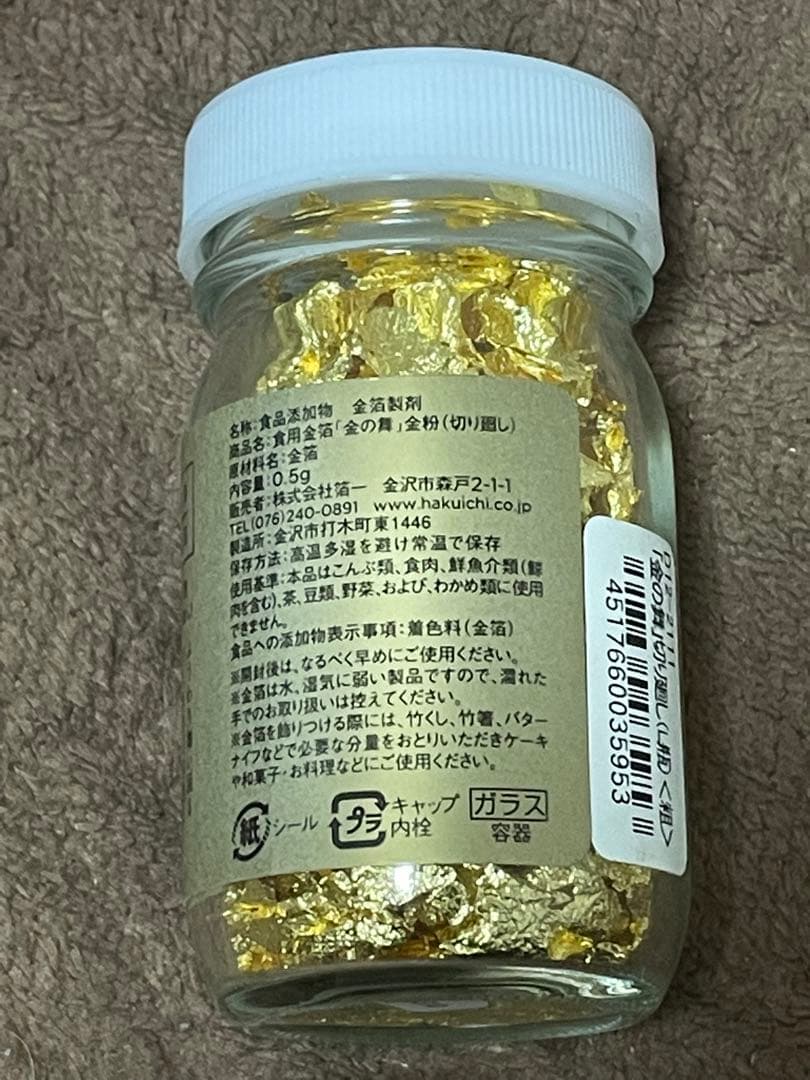 名称:食品添加物　金箔製剤
商品名:食用金箔「金の舞」金粉(切り廻し)
原材料名:金箔
内容量:0.5g
販売者:株式会社箔一　金沢市森戸2-1-1
TEL(076)240-0891　www.hakuichi.co.jp
製造所:金沢市打木町東1446
保存方法:高温多湿を避け常温で保存
使用基準:本品はこんぶ類、食肉、鮮魚介類(鯨
肉を含む)、茶、豆類、野菜、および、わかめ類に使用
できません。
食品への添加物表示事項:着色料(金箔)
※開封後は、なるべく早めにご使用ください。
※金箔は水、湿気に弱い製品ですので、濡れた
手でのお取り扱いは控えてください。
※金箔を飾りつける際には、竹くし、竹箸、バター
ナイフなどで必要な分量をおとりいただきケーキ
や和菓子・お料理などにご使用ください。
紙 シール
プラ キャップ
内栓
ガラス
容器
D12-2111
「金の舞」切り廻し(上瓶)<箱>
4517660035953